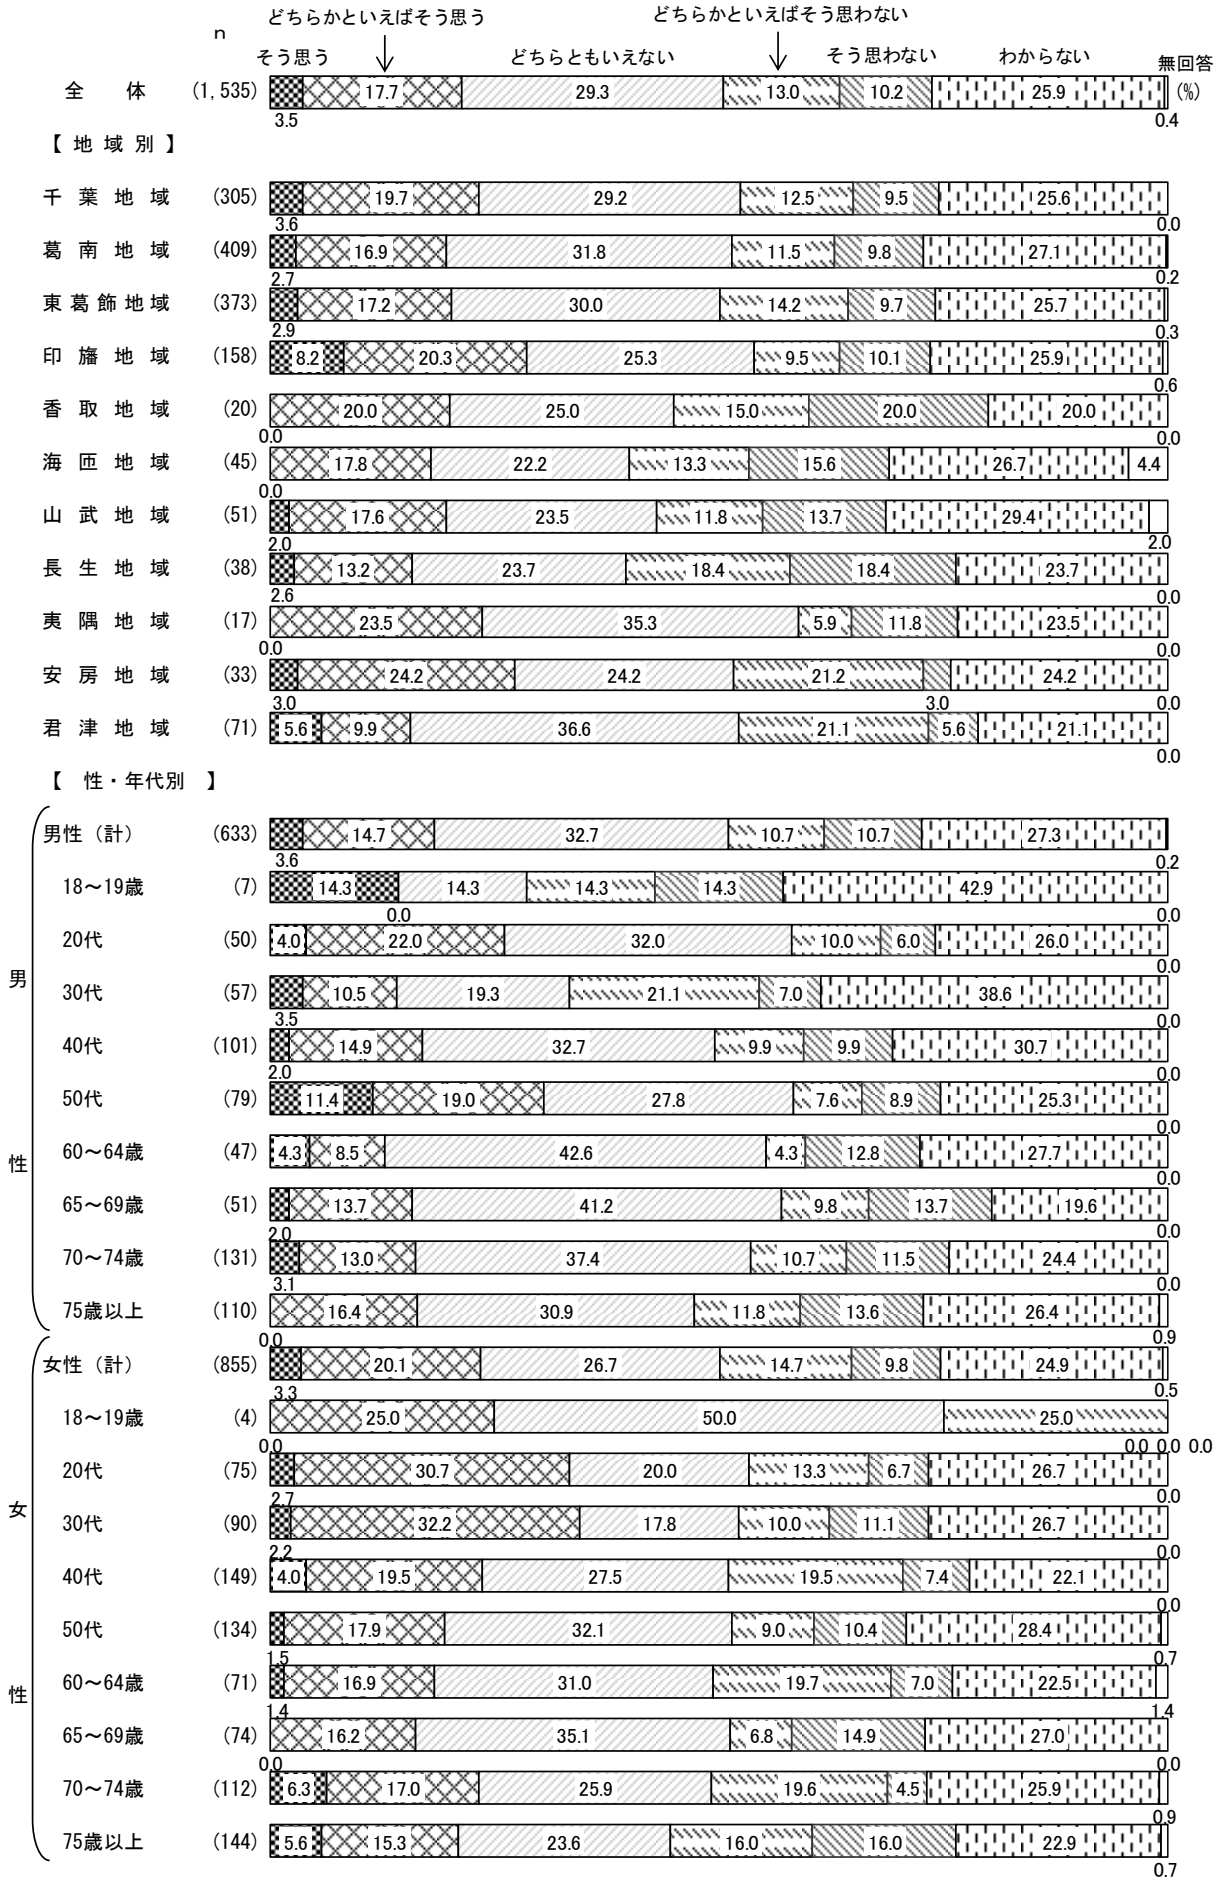 どちらかといえばそう思う どちらかといえばそう思わない
n
そう思う どちらともいえない そう思わない わからない 無回答
全体 (1,535) 17.7 29.3 13.0 10.2 25.9 (%)
3.5 0.4
【地域別】
千葉地域 (305) 19.7 29.2 12.5 9.5 25.6
3.6 0.0
葛南地域 (409) 16.9 31.8 11.5 9.8 27.1
2.7 0.2
東葛飾地域 (373) 17.2 30.0 14.2 9.7 25.7
2.9 0.3
印旛地域 (158) 8.2 20.3 25.3 9.5 10.1 25.9
0.6
香取地域 (20) 20.0 25.0 15.0 20.0 20.0
0.0 0.0
海匝地域 (45) 17.8 22.2 13.3 15.6 26.7 4.4
0.0
山武地域 (51) 17.6 23.5 11.8 13.7 29.4
2.0 2.0
長生地域 (38) 13.2 23.7 18.4 18.4 23.7
2.6 0.0
夷隅地域 (17) 23.5 35.3 5.9 11.8 23.5
0.0 0.0
安房地域 (33) 24.2 24.2 21.2 24.2
3.0 3.0 0.0
君津地域 (71) 5.6 9.9 36.6 21.1 5.6 21.1
0.0
【 性・年代別 】
男性(計) (633) 14.7 32.7 10.7 10.7 27.3
3.6 0.2
18～19歳 (7) 14.3 14.3 14.3 14.3 42.9
0.0 0.0
20代 (50) 4.0 22.0 32.0 10.0 6.0 26.0
0.0
男
30代 (57) 10.5 19.3 21.1 7.0 38.6
3.5 0.0
40代 (101) 14.9 32.7 9.9 9.9 30.7
2.0 0.0
50代 (79) 11.4 19.0 27.8 7.6 8.9 25.3
0.0
60～64歳 (47) 4.3 8.5 42.6 4.3 12.8 27.7
性
0.0
65～69歳 (51) 13.7 41.2 9.8 13.7 19.6
2.0 0.0
70～74歳 (131) 13.0 37.4 10.7 11.5 24.4
3.1 0.0
75歳以上 (110) 16.4 30.9 11.8 13.6 26.4
0.0 0.9
女性(計) (855) 20.1 26.7 14.7 9.8 24.9
3.3 0.5
18～19歳 (4) 25.0 50.0 25.0
0.0 0.0 0.0 0.0
20代 (75) 30.7 20.0 13.3 6.7 26.7
2.7 0.0
女
30代 (90) 32.2 17.8 10.0 11.1 26.7
2.2 0.0
40代 (149) 4.0 19.5 27.5 19.5 7.4 22.1
0.0
50代 (134) 17.9 32.1 9.0 10.4 28.4
1.5 0.7
60～64歳 (71) 16.9 31.0 19.7 7.0 22.5
性
1.4 1.4
65～69歳 (74) 16.2 35.1 6.8 14.9 27.0
0.0 0.0
70～74歳 (112) 6.3 17.0 25.9 19.6 4.5 25.9
0.9
75歳以上 (144) 5.6 15.3 23.6 16.0 16.0 22.9
0.7